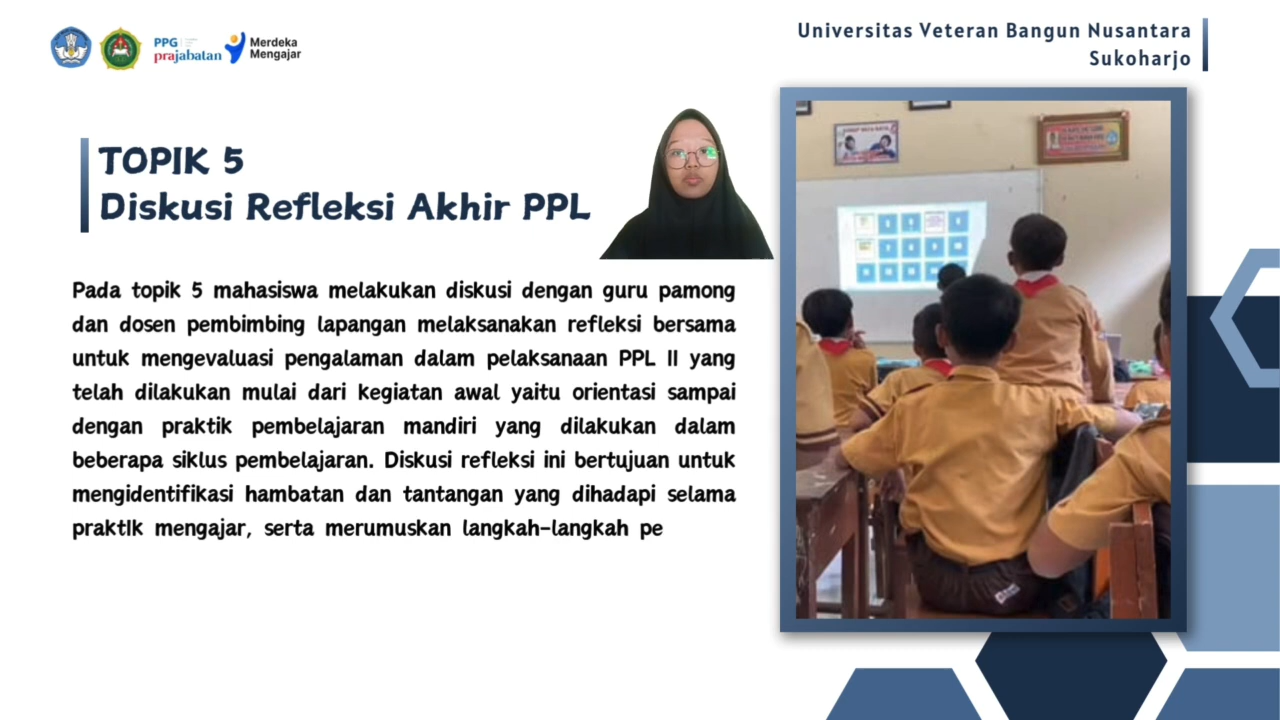 PPG
prajabatan
Merdeka
Mengajar
Universitas Veteran Bangun Nusantara
Sukoharjo
TOPIK 5
Diskusi Refleksi Akhir PPL
Pada topik 5 mahasiswa melakukan diskusi dengan guru pamong
dan dosen pembimbing lapangan melaksanakan refleksi bersama
untuk mengevaluasi pengalaman dalam pelaksanaan PPL II yang
telah dilakukan mulai dari kegiatan awal yaitu orientasi sampai
dengan praktik pembelajaran mandiri yang dilakukan dalam
beberapa siklus pembelajaran. Diskusi refleksi ini bertujuan untuk
mengidentifikasi hambatan dan tantangan yang dihadapi selama
praktIk mengajar, serta merumuskan langkah-langkah pe